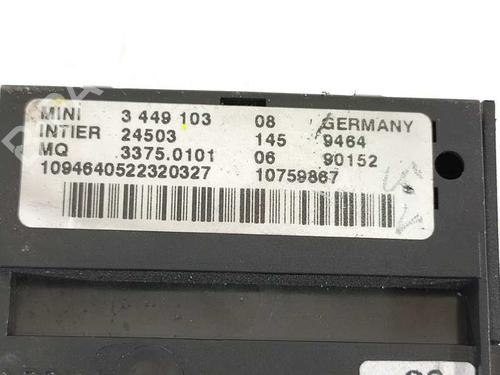 MINI 3 449 103 08 GERMANY
INTIER 24503 145 9464
MQ 3375.0101 06 90152
1094640522320327 10759867